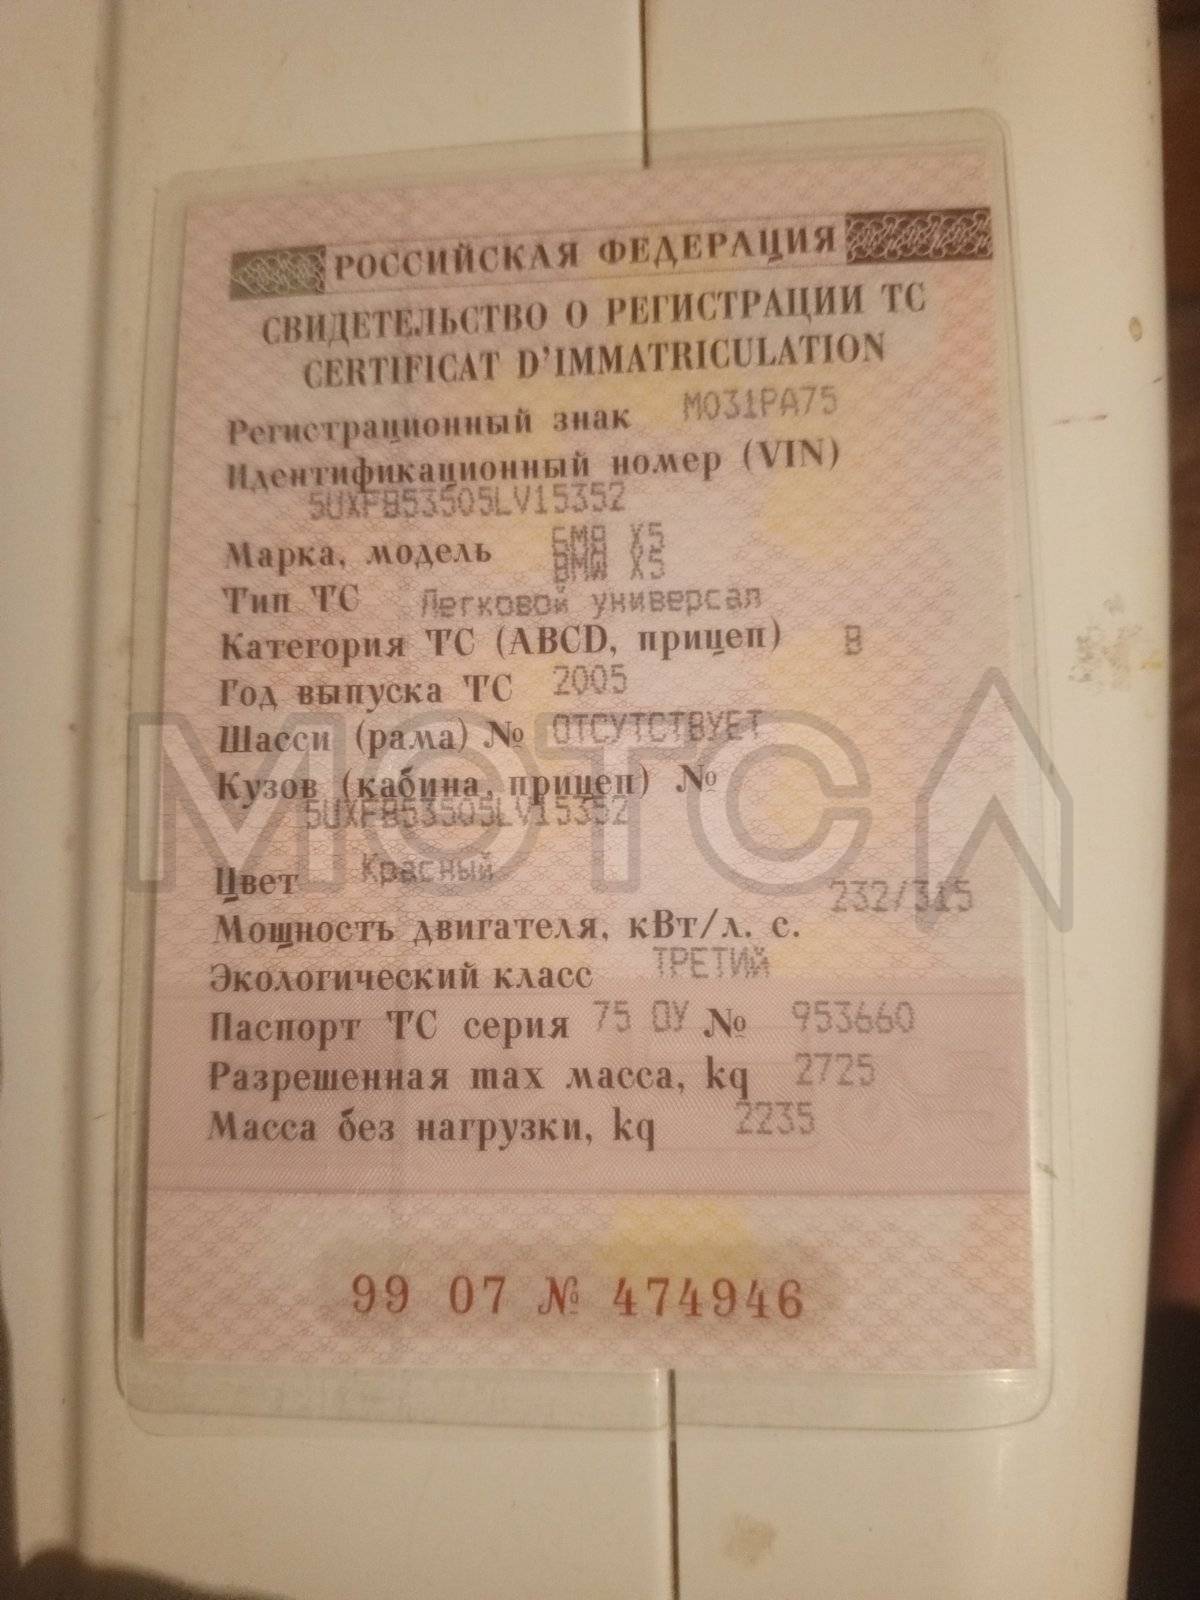 РОССИЙСКАЯ ФЕДЕРАЦИЯ
СВИДЕТЕЛЬСТВО О РЕГИСТРАЦИИ ТС
CERTIFICAT D'IMMATRICULATION
Регистрационный знак М031РА75
Идентификационный номер (VIN)
5UXFB53505LV15352
Марка, модель БМВ Х5
BMW X5
Тип ТС Легковой универсал
Категория ТС (ABCD, прицеп) B
Год выпуска ТС 2005
Шасси (рама) № ОТСУТСТВУЕТ
Кузов (кабина, прицеп) №
5UXFB53505LV15352
Цвет Красный
Мощность двигателя, кВт/л. с. 232/315
Экологический класс ТРЕТИЙ
Паспорт ТС серия 75 ОУ № 953660
Разрешенная max масса, kg 2725
Масса без нагрузки, kg 2235
99 07 № 474946